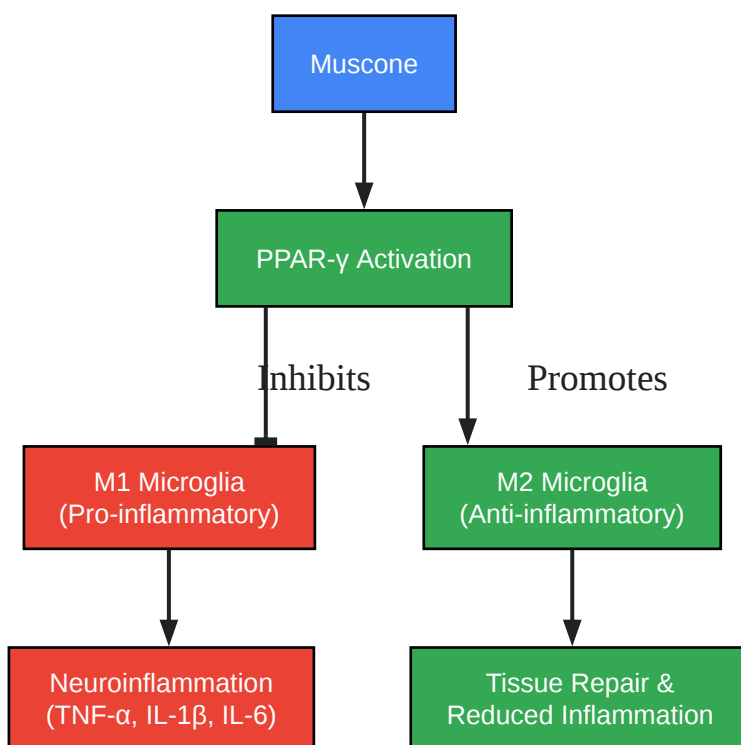 Muscone
PPAR-γ Activation
Inhibits
Promotes
M1 Microglia
(Pro-inflammatory)
M2 Microglia
(Anti-inflammatory)
Neuroinflammation
(TNF-α, IL-1β, IL-6)
Tissue Repair &
Reduced Inflammation